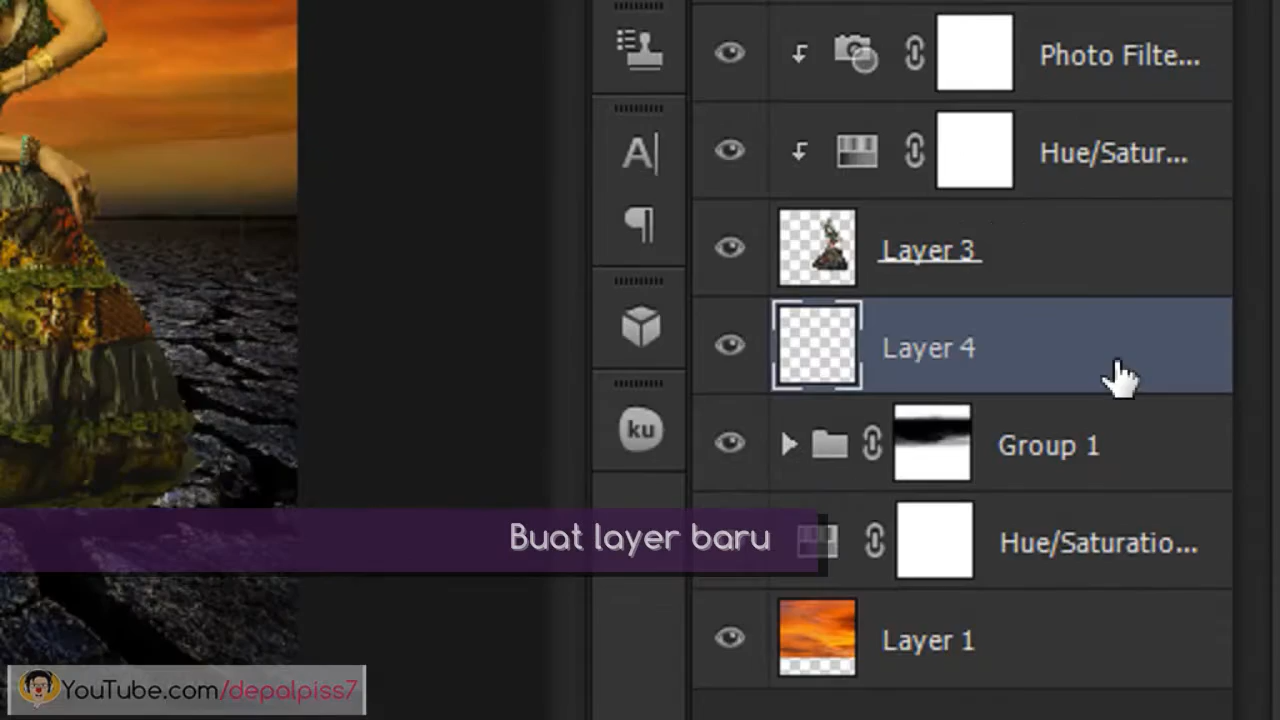 Photo Filte...
Hue/Satur...
Layer 3
Layer 4
Group 1
Hue/Saturatio...
Layer 1
A|
ku
Buat layer baru
YouTube.com/depalpiss7